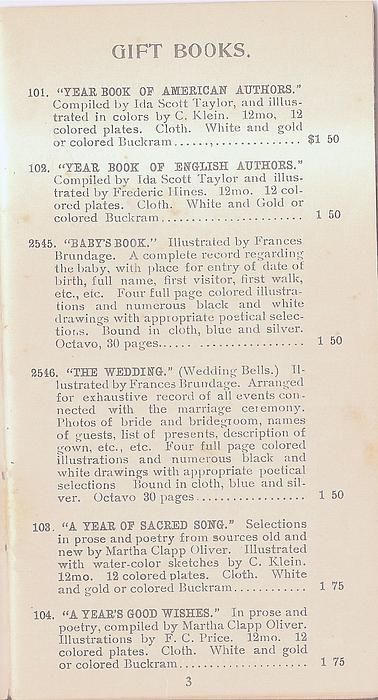 GIFT BOOKS.
101. "YEAR BOOK OF AMERICAN AUTHORS."
Compiled by Ida Scott Taylor, and illus-
trated in colors by C. Klein. 12mo, 12
colored plates. Cloth. White and gold
or colored Buckram......,.............. $1 50
102. "YEAR BOOK OF ENGLISH AUTHORS."
Compiled by Ida Scott Taylor and illus-
trated by Frederic Hines. 12mo. 12 col-
ored plates. Cloth. White and Gold or
colored Buckram....................... 1 50
2545. "BABY'S BOOK." Illustrated by Frances
Brundage. A complete record regarding
the baby, with place for entry of date of
birth, full name, first visitor, first walk,
etc., etc. Four full page colored illustra-
tions and numerous black and white
drawings with appropriate poetical selec-
tions. Bound in cloth, blue and silver.
Octavo, 30 pages...... ................. 1 50
2546. "THE WEDDING." (Wedding Bells.) Il-
lustrated by Frances Brundage. Arranged
for exhaustive record of all events con-
nected with the marriage ceremony.
Photos of bride and bridegroom, names
of guests, list of presents, description of
gown, etc., etc. Four full page colored
illustrations and numerous black and
white drawings with appropriate poetical
selections Bound in cloth, blue and sil-
ver. Octavo 30 pages................. 1 50
103. "A YEAR OF SACRED SONG." Selections
in prose and poetry from sources old and
new by Martha Clapp Oliver. Illustrated
with water-color sketches by C. Klein.
12mo. 12 colored plates. Cloth. White
and gold or colored Buckram............ 1 75
104. "A YEAR'S GOOD WISHES." In prose and
poetry, compiled by Martha Clapp Oliver.
Illustrations by F. C. Price. 12mo. 12
colored plates. Cloth. White and gold
or colored Buckram..................... 1 75
3